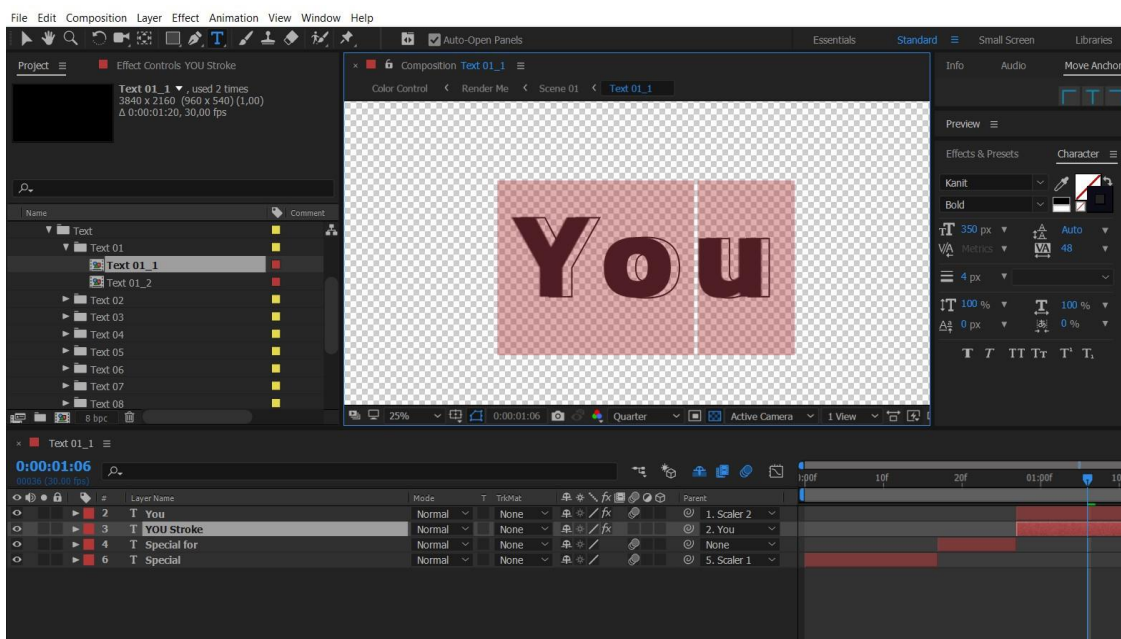 File Edit Composition Layer Effect Animation View Window Help
Auto-Open Panels Essentials Standard Small Screen Libraries
Project Effect Controls YOU Stroke
Text 01_1 , used 2 times
3840 x 2160 (960 x 540) (1,00)
Δ 0:00:01:20, 30,00 fps
Name Comment
Text
Text 01
Text 01_1
Text 01_2
Text 02
Text 03
Text 04
Text 05
Text 06
Text 07
Text 08
8 bpc
Composition Text 01_1
Color Control Render Me Scene 01 Text 01_1
You
25% 0:00:01:06 Quarter Active Camera 1 View
Info Audio Move Anchor
Preview
Effects & Presets Character
Kanit
Bold
350 px Auto
Metrics 48
4 px
100 % 100 %
0 px 0 %
T T TT Tт T¹ T₁
Text 01_1
0:00:01:06
00036 (30.00 fps)
# Layer Name Mode T TrkMat Parent
2 T You Normal None 1. Scaler 2
3 T YOU Stroke Normal None 2. You
4 T Special for Normal None None
6 T Special Normal None 5. Scaler 1
):00f 10f 20f 01:00f 10